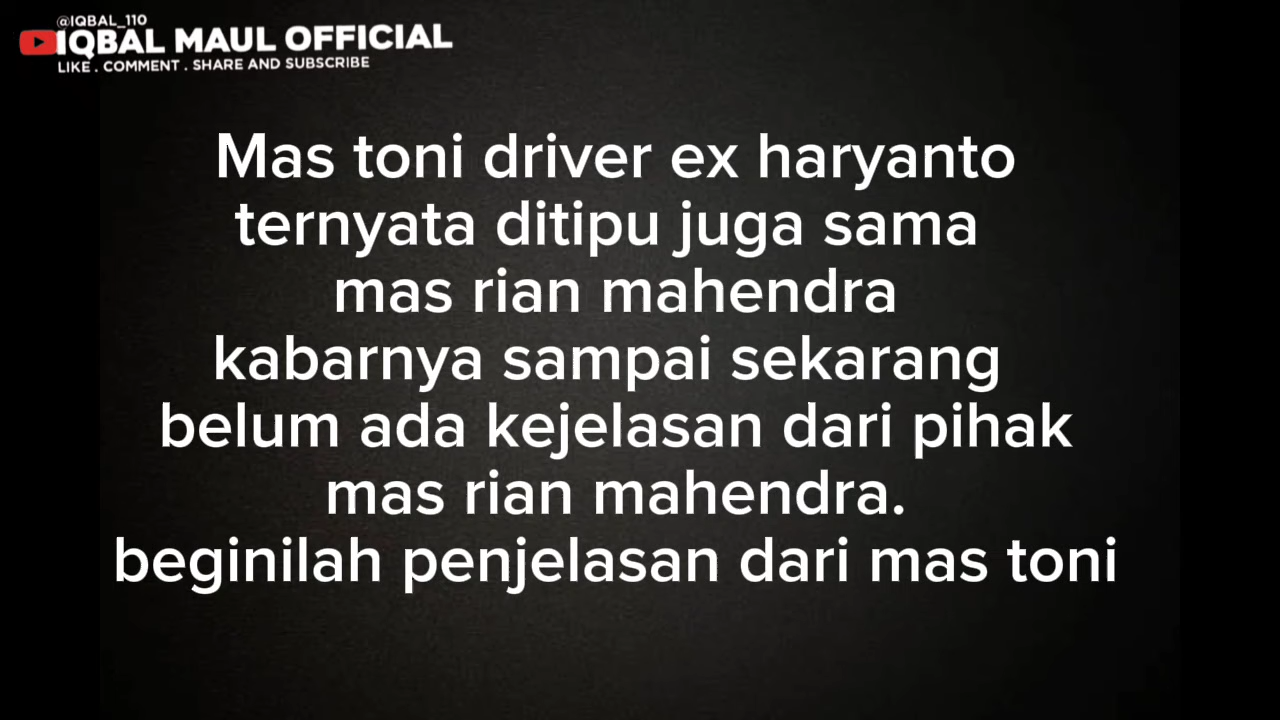 @IQBAL_110
IQBAL MAUL OFFICIAL
LIKE . COMMENT . SHARE AND SUBSCRIBE
Mas toni driver ex haryanto
ternyata ditipu juga sama
mas rian mahendra
kabarnya sampai sekarang
belum ada kejelasan dari pihak
mas rian mahendra.
beginilah penjelasan dari mas toni